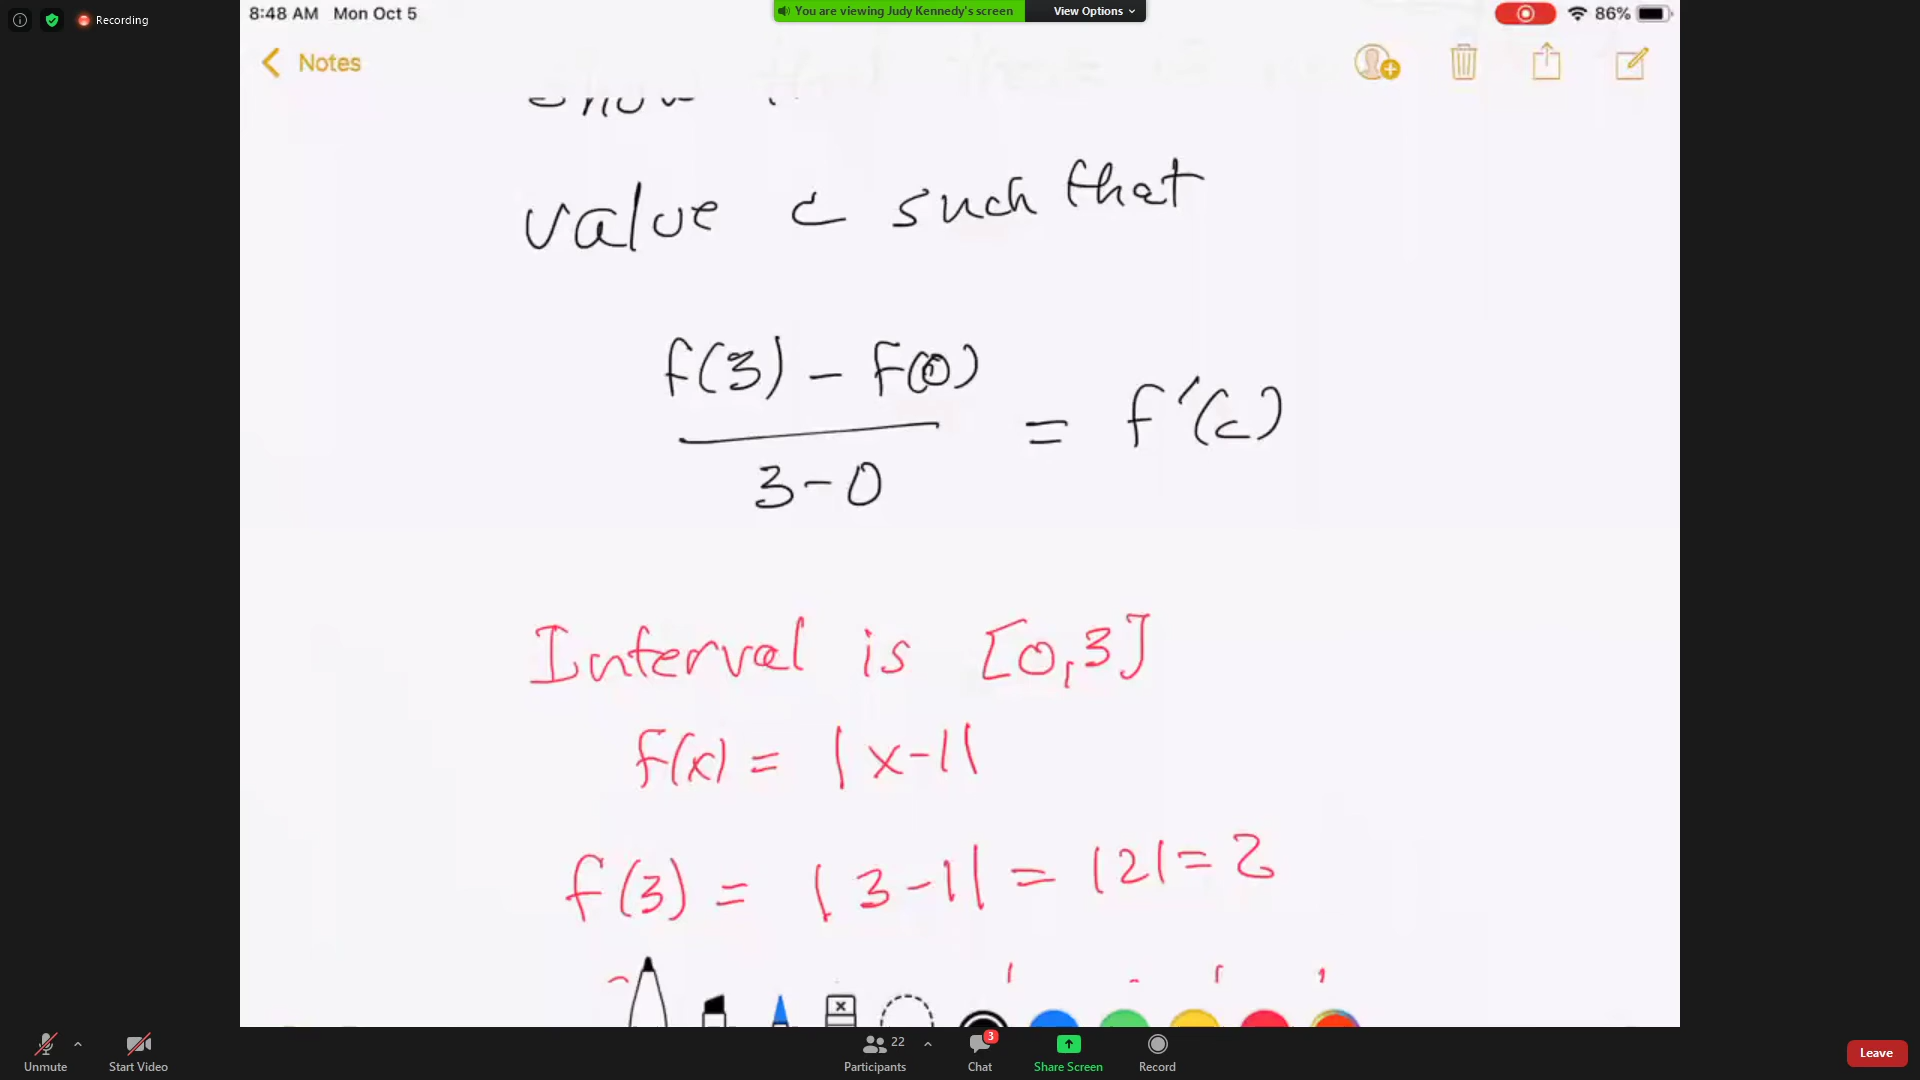 8:48 AM Mon Oct 5
Recording
You are viewing Judy Kennedy's screen
View Options
86%
Notes
value c such that
f(3) - f(0)
3-0
= f'(c)
Interval is [0,3]
f(x) = |x-1|
f(3) = |3-1| = |2| = 2
Unmute
Start Video
22
Participants
3
Chat
Share Screen
Record
Leave